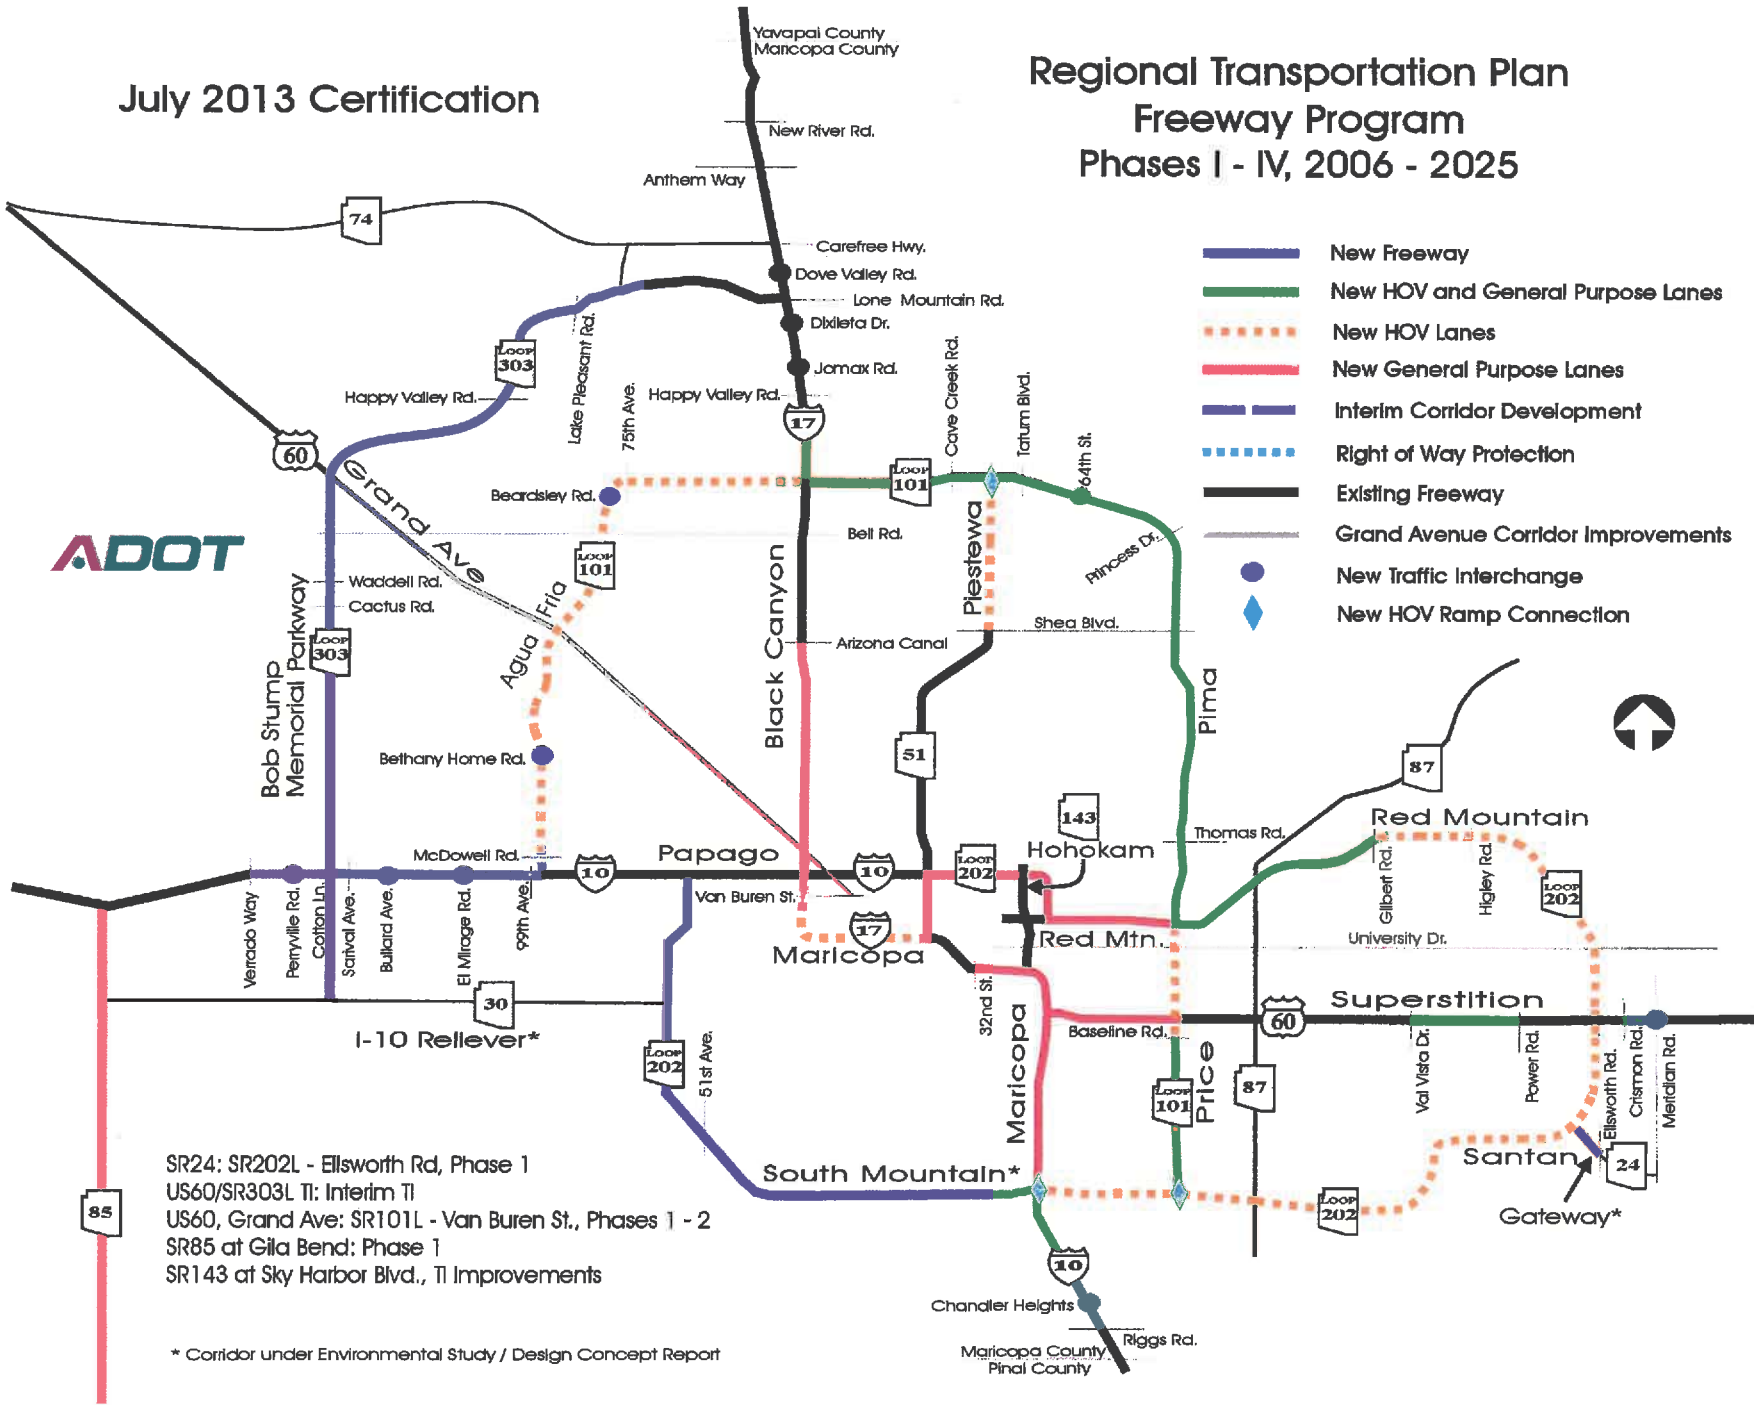 July 2013 Certification
Regional Transportation Plan
Freeway Program
Phases I - IV, 2006 - 2025
New Freeway
New HOV and General Purpose Lanes
New HOV Lanes
New General Purpose Lanes
Interim Corridor Development
Right of Way Protection
Existing Freeway
Grand Avenue Corridor Improvements
New Traffic Interchange
New HOV Ramp Connection
Yavapai County
Maricopa County
New River Rd.
Anthem Way
74
Carefree Hwy.
Dove Valley Rd.
Lone Mountain Rd.
Dixileta Dr.
Jomax Rd.
Happy Valley Rd.
17
LOOP
303
Lake Pleasant Rd.
Happy Valley Rd.
75th Ave.
Cave Creek Rd.
Tatum Blvd.
64th St.
60
Grand Ave
Beardsley Rd.
LOOP
101
Bell Rd.
Princess Dr.
ADOT
LOOP
101
Piestewa
Waddell Rd.
Cactus Rd.
Agua Fria
Black Canyon
Shea Blvd.
Arizona Canal
LOOP
303
Bob Stump
Memorial Parkway
Pima
51
87
Bethany Home Rd.
143
Hohokam
Thomas Rd.
Red Mountain
McDowell Rd.
Papago
10
10
LOOP
202
Gilbert Rd.
Higley Rd.
LOOP
202
Van Buren St.
17
Maricopa
Red Mtn.
University Dr.
Verrado Way
Perryville Rd.
Cotton Ln.
Sarival Ave.
Bullard Ave.
El Mirage Rd.
99th Ave.
30
I-10 Reliever*
32nd St.
Superstition
60
Baseline Rd.
Maricopa
Price
LOOP
202
51st Ave.
LOOP
101
87
Val Vista Dr.
Power Rd.
Ellsworth Rd.
Crismon Rd.
Meridian Rd.
Santan
24
Gateway*
South Mountain*
LOOP
202
85
10
Chandler Heights
Riggs Rd.
Maricopa County
Pinal County
SR24: SR202L - Ellsworth Rd, Phase 1
US60/SR303L TI: Interim TI
US60, Grand Ave: SR101L - Van Buren St., Phases 1 - 2
SR85 at Gila Bend: Phase 1
SR143 at Sky Harbor Blvd., TI Improvements
* Corridor under Environmental Study / Design Concept Report